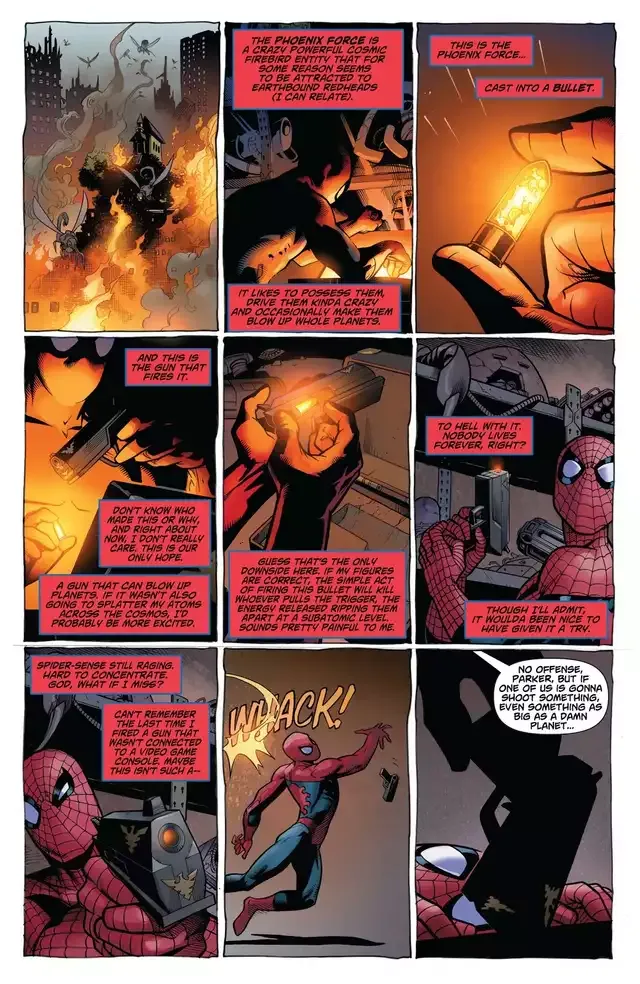 THE PHOENIX FORCE IS
A CRAZY POWERFUL COSMIC
FIREBIRD ENTITY THAT FOR
SOME REASON SEEMS
TO BE ATTRACTED TO
EARTHBOUND REDHEADS
(I CAN RELATE).
IT LIKES TO POSSESS THEM,
DRIVE THEM KINDA CRAZY
AND OCCASIONALLY MAKE THEM
BLOW UP WHOLE PLANETS.
THIS IS THE
PHOENIX FORCE...
CAST INTO A BULLET.
AND THIS IS
THE GUN THAT
FIRES IT.
DON'T KNOW WHO
MADE THIS OR WHY,
AND RIGHT ABOUT
NOW, I DON'T REALLY
CARE. THIS IS OUR
ONLY HOPE.
A GUN THAT CAN BLOW UP
PLANETS. IF IT WASN'T ALSO
GOING TO SPLATTER MY ATOMS
ACROSS THE COSMOS, I'D
PROBABLY BE MORE EXCITED.
GUESS THAT'S THE ONLY
DOWNSIDE HERE. IF MY FIGURES
ARE CORRECT, THE SIMPLE ACT
OF FIRING THIS BULLET WILL KILL
WHOEVER PULLS THE TRIGGER, THE
ENERGY RELEASED RIPPING THEM
APART AT A SUBATOMIC LEVEL.
SOUNDS PRETTY PAINFUL TO ME.
TO HELL WITH IT.
NOBODY LIVES
FOREVER, RIGHT?
THOUGH I'LL ADMIT,
IT WOULDA BEEN NICE TO
HAVE GIVEN IT A TRY.
SPIDER-SENSE STILL RAGING.
HARD TO CONCENTRATE.
GOD, WHAT IF I MISS?
CAN'T REMEMBER
THE LAST TIME I
FIRED A GUN THAT
WASN'T CONNECTED
TO A VIDEO GAME
CONSOLE. MAYBE
THIS ISN'T SUCH A--
WHACK!
NO OFFENSE,
PARKER, BUT IF
ONE OF US IS GONNA
SHOOT SOMETHING,
EVEN SOMETHING AS
BIG AS A DAMN
PLANET...